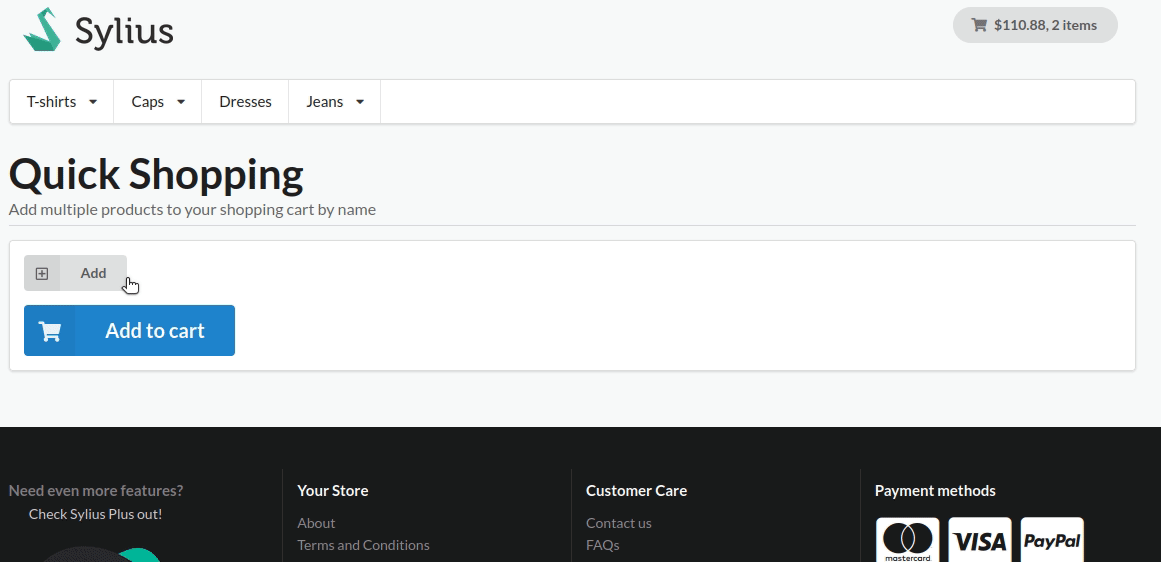 Sylius
$110.88, 2 items
T-shirts Caps Dresses Jeans
Quick Shopping
Add multiple products to your shopping cart by name
Add
Add to cart
Need even more features?
Check Sylius Plus out!
Your Store
About
Terms and Conditions
Customer Care
Contact us
FAQs
Payment methods
mastercard
VISA
PayPal